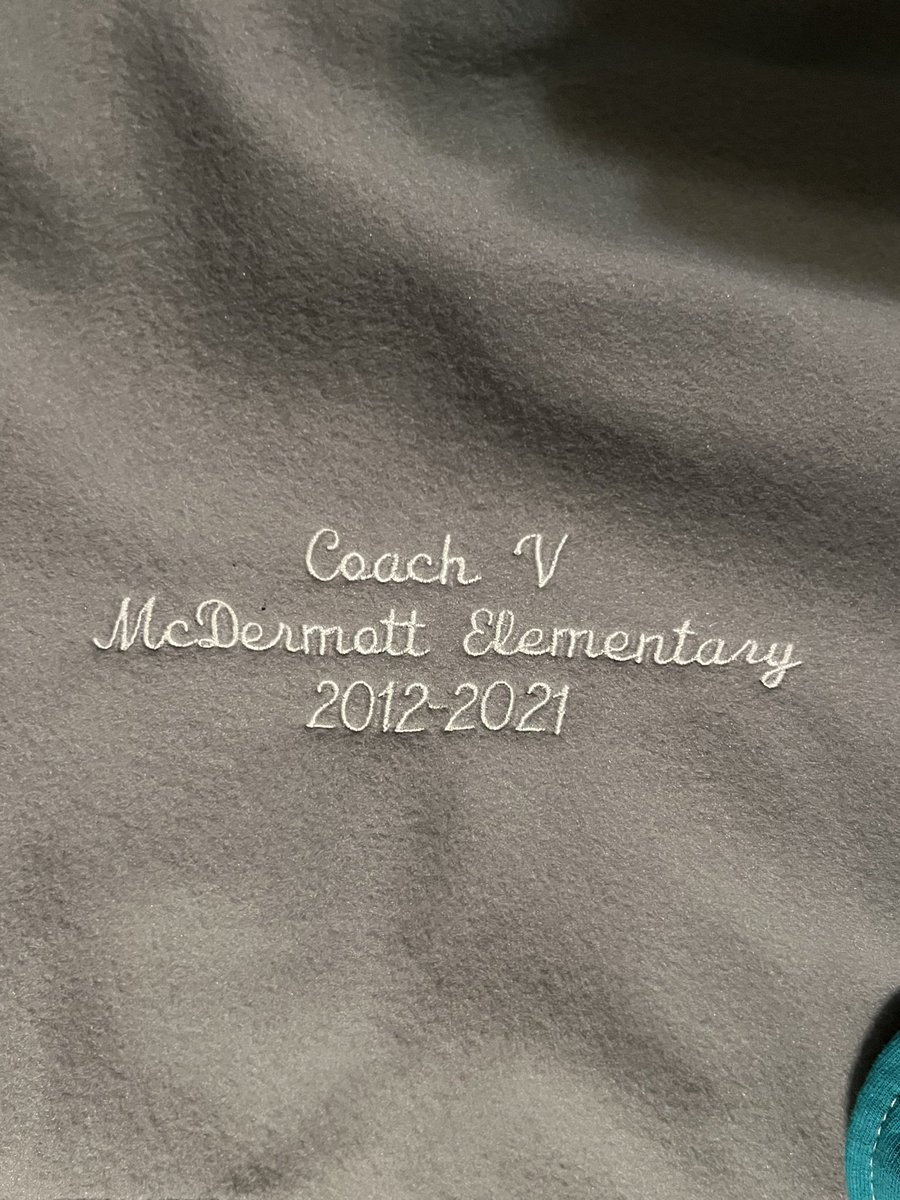 Coach V
McDermott Elementary
2012-2021